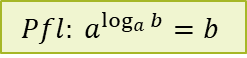 Pfl: a^{\log_a b} = b